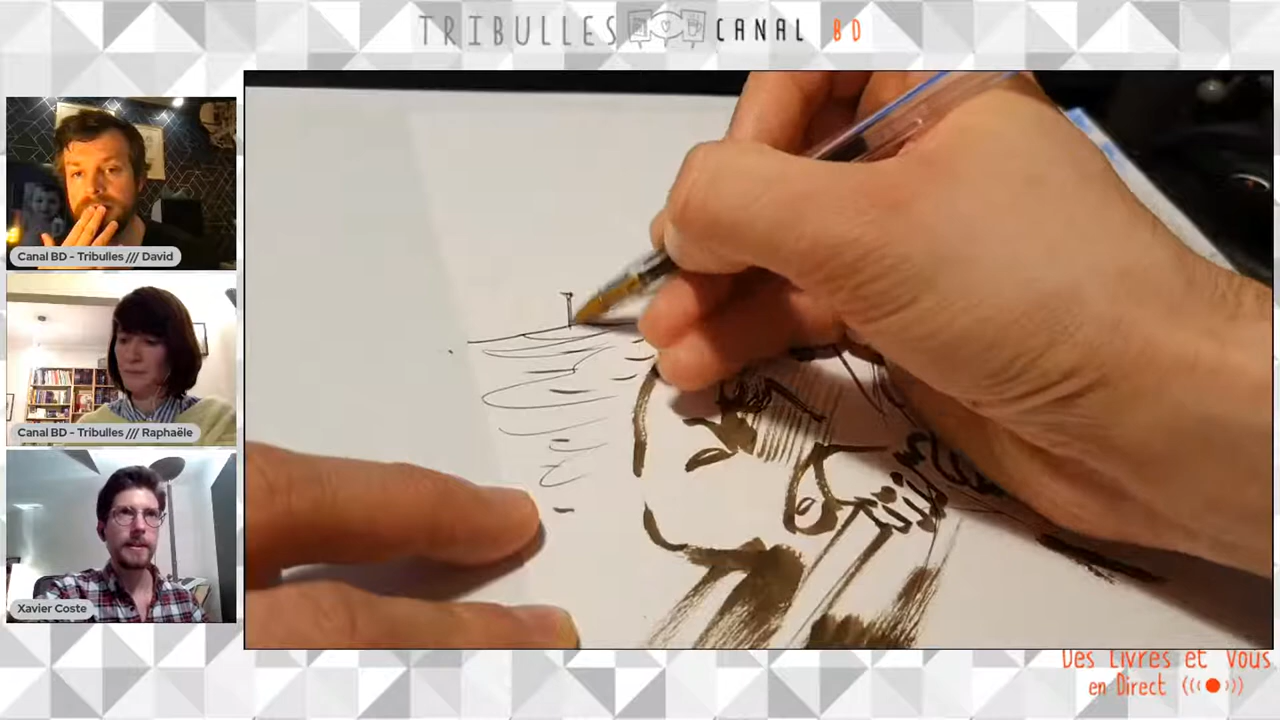 TRIBULLES CANAL BD
Canal BD - Tribulles /// David
Canal BD - Tribulles /// Raphaële
Xavier Coste
Des Livres et Vous
en Direct